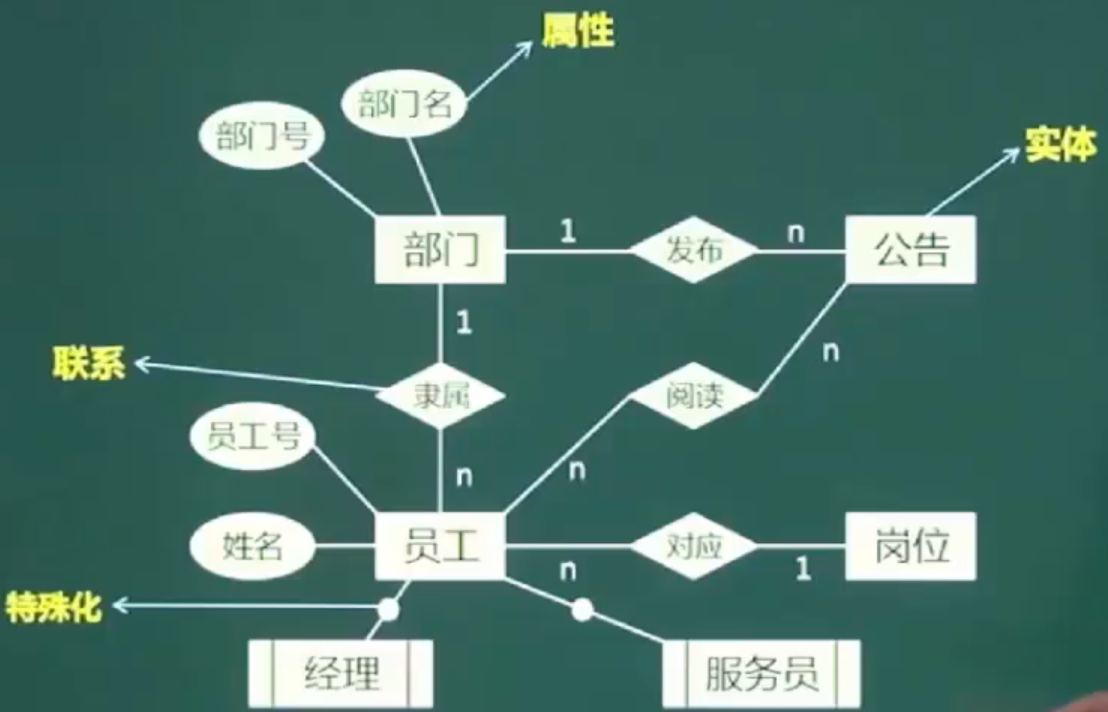 属性
部门名
部门号
实体
部门
1
发布
n
公告
1
n
联系
隶属
阅读
员工号
n
n
姓名
员工
对应
岗位
n
1
特殊化
经理
服务员